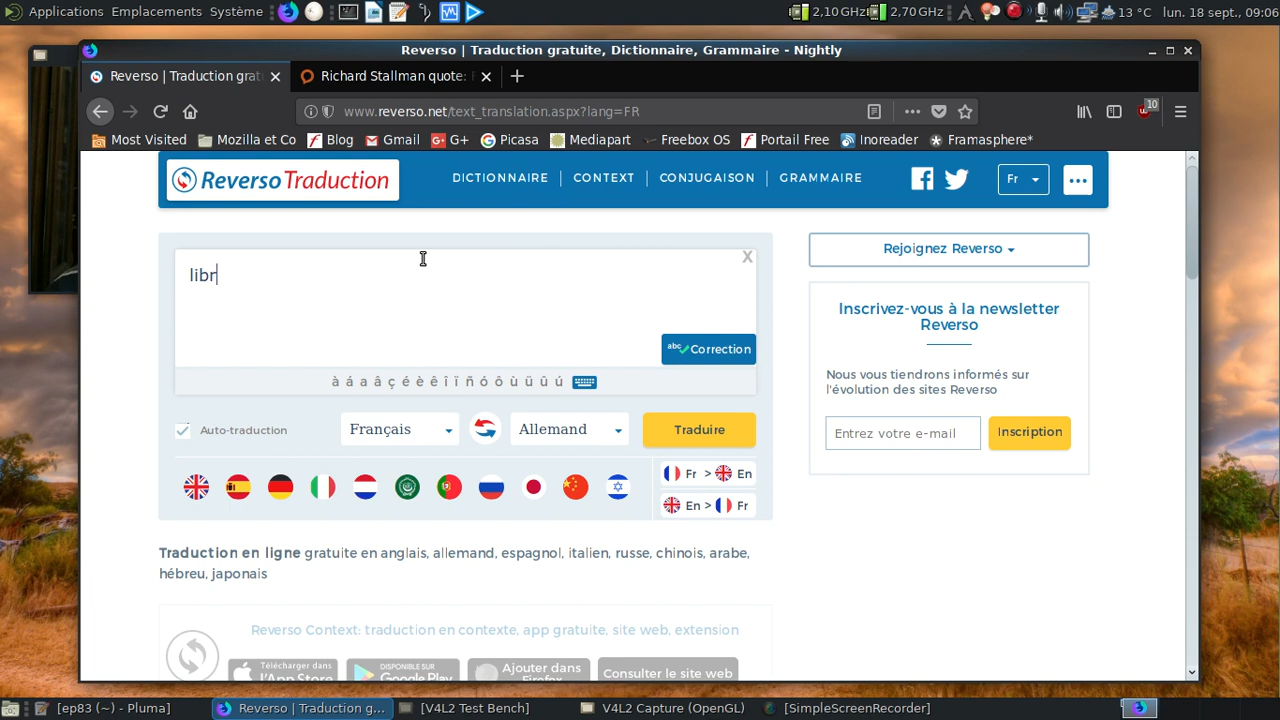 Applications Emplacements Système 2,10 GHz 2,70 GHz 13 °C lun. 18 sept., 09:06
Reverso | Traduction gratuite, Dictionnaire, Grammaire - Nightly
Reverso | Traduction grat Richard Stallman quote:
www.reverso.net/text_translation.aspx?lang=FR 10
Most Visited Mozilla et Co Blog Gmail G+ Picasa Mediapart Freebox OS Portail Free Inoreader Framasphere*
Reverso Traduction DICTIONNAIRE CONTEXT CONJUGAISON GRAMMAIRE Fr
X
Rejoignez Reverso
libr
Inscrivez-vous à la newsletter
Reverso
abc Correction
à á a â ç é è ê î ï ñ ó ô ù ü û ú
Nous vous tiendrons informés sur
l'évolution des sites Reverso
Auto-traduction Français Allemand Traduire
Entrez votre e-mail Inscription
Fr > En
En > Fr
Traduction en ligne gratuite en anglais, allemand, espagnol, italien, russe, chinois, arabe,
hébreu, japonais
Reverso Context: traduction en contexte, app gratuite, site web, extension
Télécharger dans
l'App Store
DISPONIBLE SUR
Google Play
Ajouter dans
Firefox
Consulter le site web
[ep83 (~) - Pluma] Reverso | Traduction g... [V4L2 Test Bench] V4L2 Capture (OpenGL) [SimpleScreenRecorder]